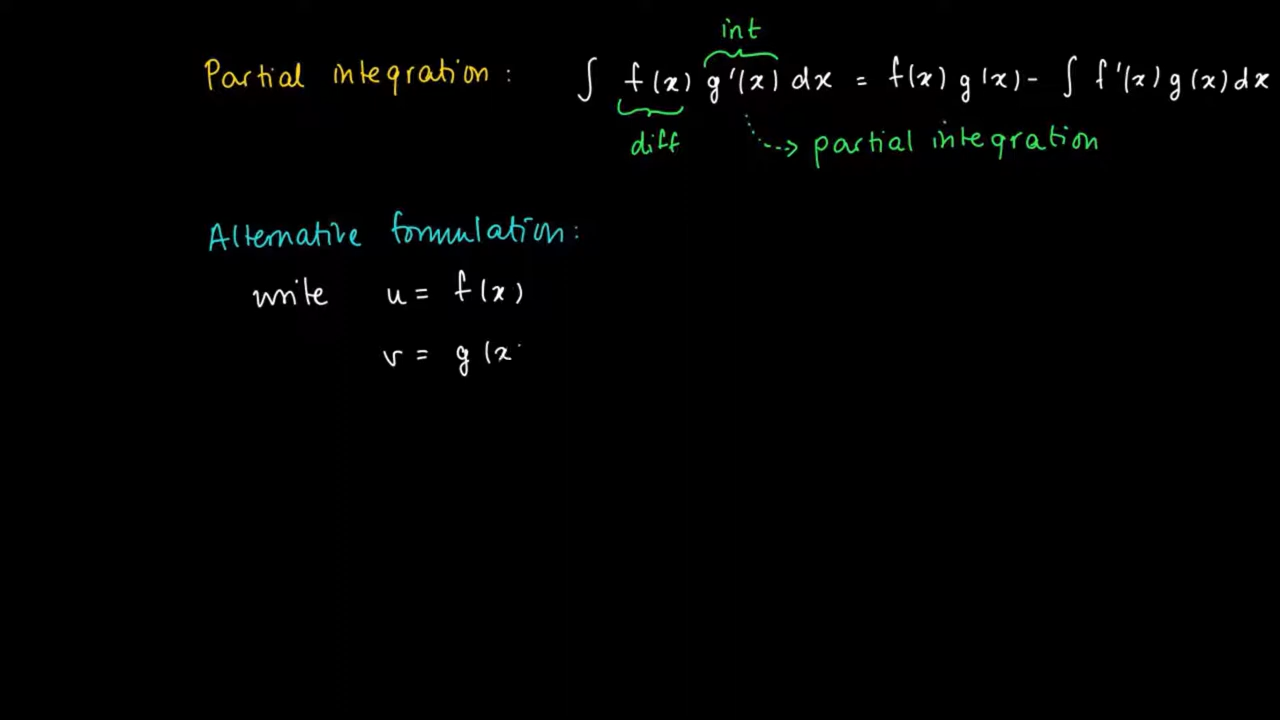 int
Partial integration : ∫ f(x) g'(x) dx = f(x) g(x) - ∫ f'(x) g(x) dx
diff
partial integration
Alternative formulation:
write u = f(x)
v = g(x